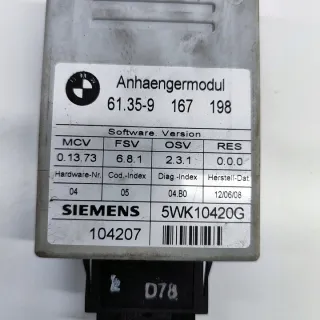 Anhaengermodul
61.35-9 167 198
Software. Version
MCV FSV OSV RES
0.13.73 6.8.1 2.3.1 0.0.0
Hardware-Nr. Cod.-Index Diag.-Index Herstell-Dat
04 05 04.B0 12/06/08
SIEMENS 5WK10420G
104207
D78